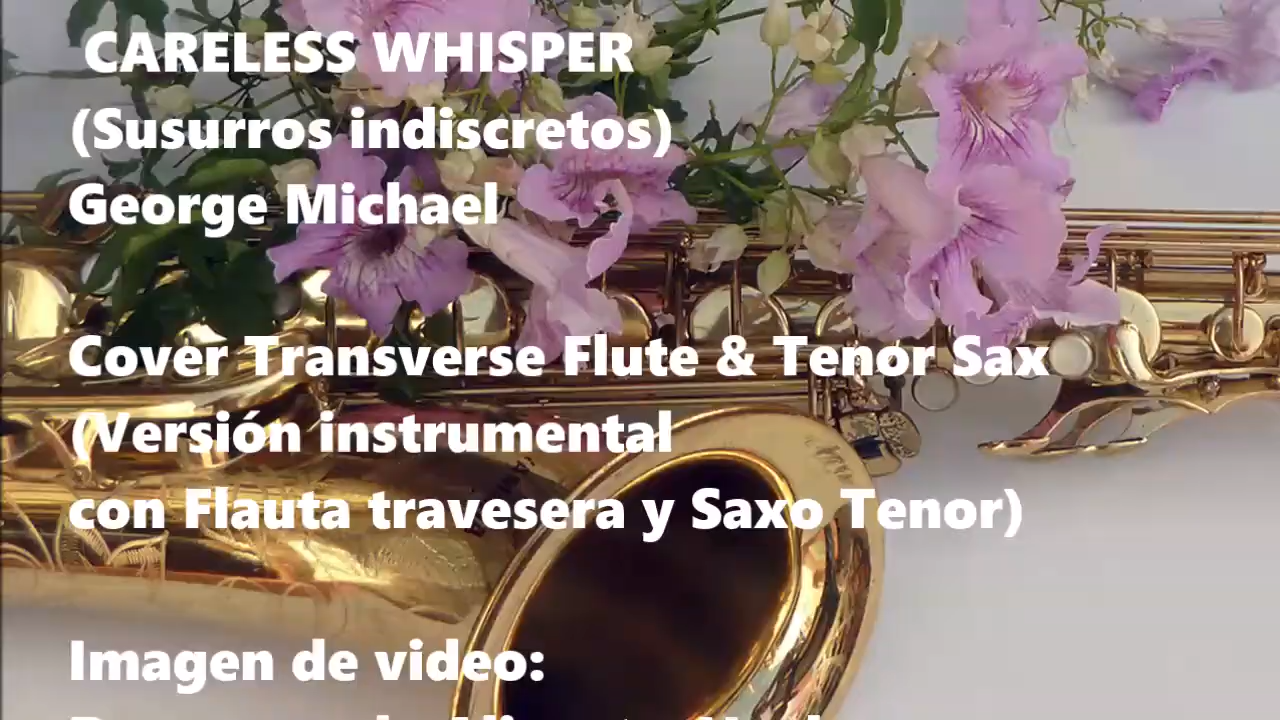 CARELESS WHISPER
(Susurros indiscretos)
George Michael
Cover Transverse Flute & Tenor Sax
(Versión instrumental
con Flauta travesera y Saxo Tenor)
Imagen de video: